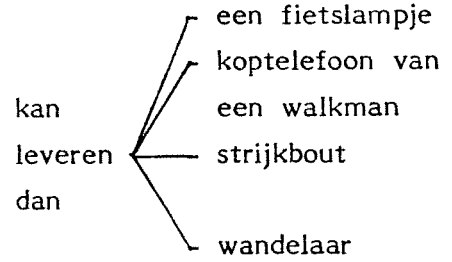 een fietslampje
koptelefoon van
een walkman
kan
leveren
strijkbout
dan
wandelaar